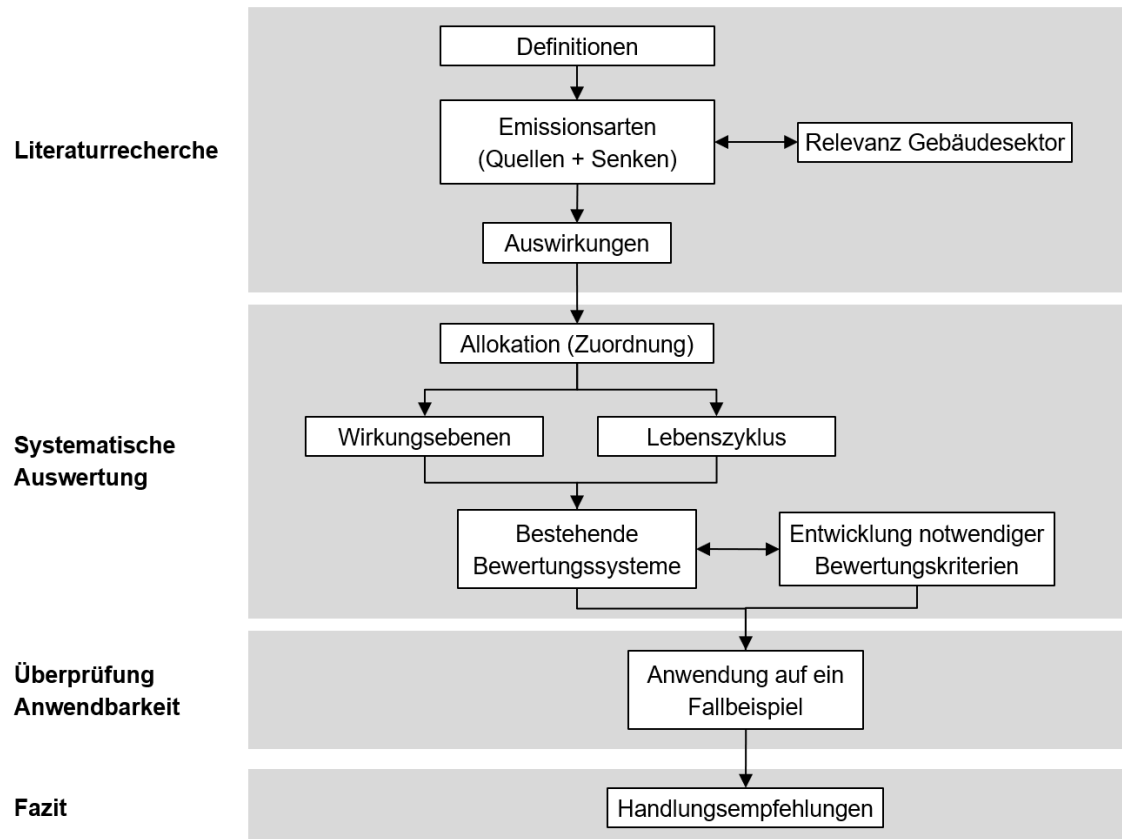 Literaturrecherche
Definitionen
Emissionsarten
(Quellen + Senken)
Relevanz Gebäudesektor
Auswirkungen
Systematische
Auswertung
Allokation (Zuordnung)
Wirkungsebenen
Lebenszyklus
Bestehende
Bewertungssysteme
Entwicklung notwendiger
Bewertungskriterien
Überprüfung
Anwendbarkeit
Anwendung auf ein
Fallbeispiel
Fazit
Handlungsempfehlungen